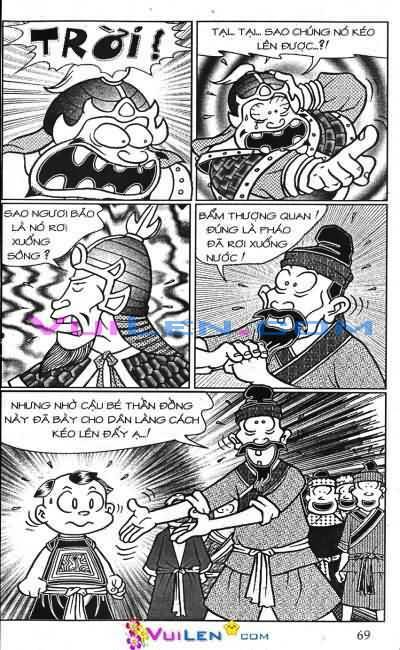 TRỜI!
TẠI... TẠI... SAO CHÚNG NÓ KÉO
LÊN ĐƯỢC...?!
SAO NGƯƠI BẢO
LÀ NÓ RƠI
XUỐNG
SÔNG?
BẨM THƯỢNG QUAN!
ĐÚNG LÀ PHÁO
ĐÃ RƠI XUỐNG
NƯỚC!
VUILEN.COM
NHƯNG NHỜ CẬU BÉ THẦN ĐỒNG
NÀY ĐÃ BÀY CHO DÂN LÀNG CÁCH
KÉO LÊN ĐẤY Ạ...!
69
VUILEN.COM